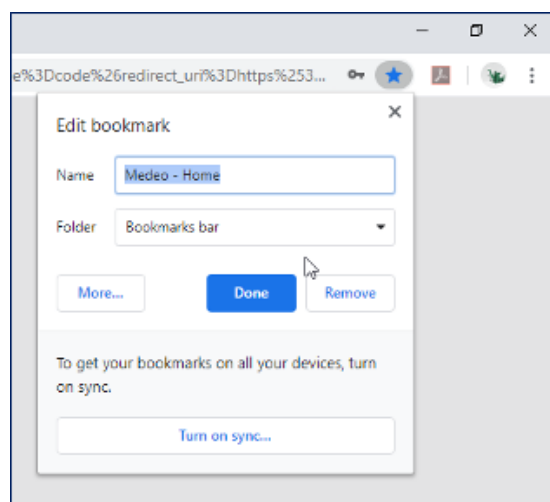 e%3Dcode%26redirect_uri%3Dhttps%253...
Edit bookmark
Name Medeo - Home
Folder Bookmarks bar
More... Done Remove
To get your bookmarks on all your devices, turn
on sync.
Turn on sync...